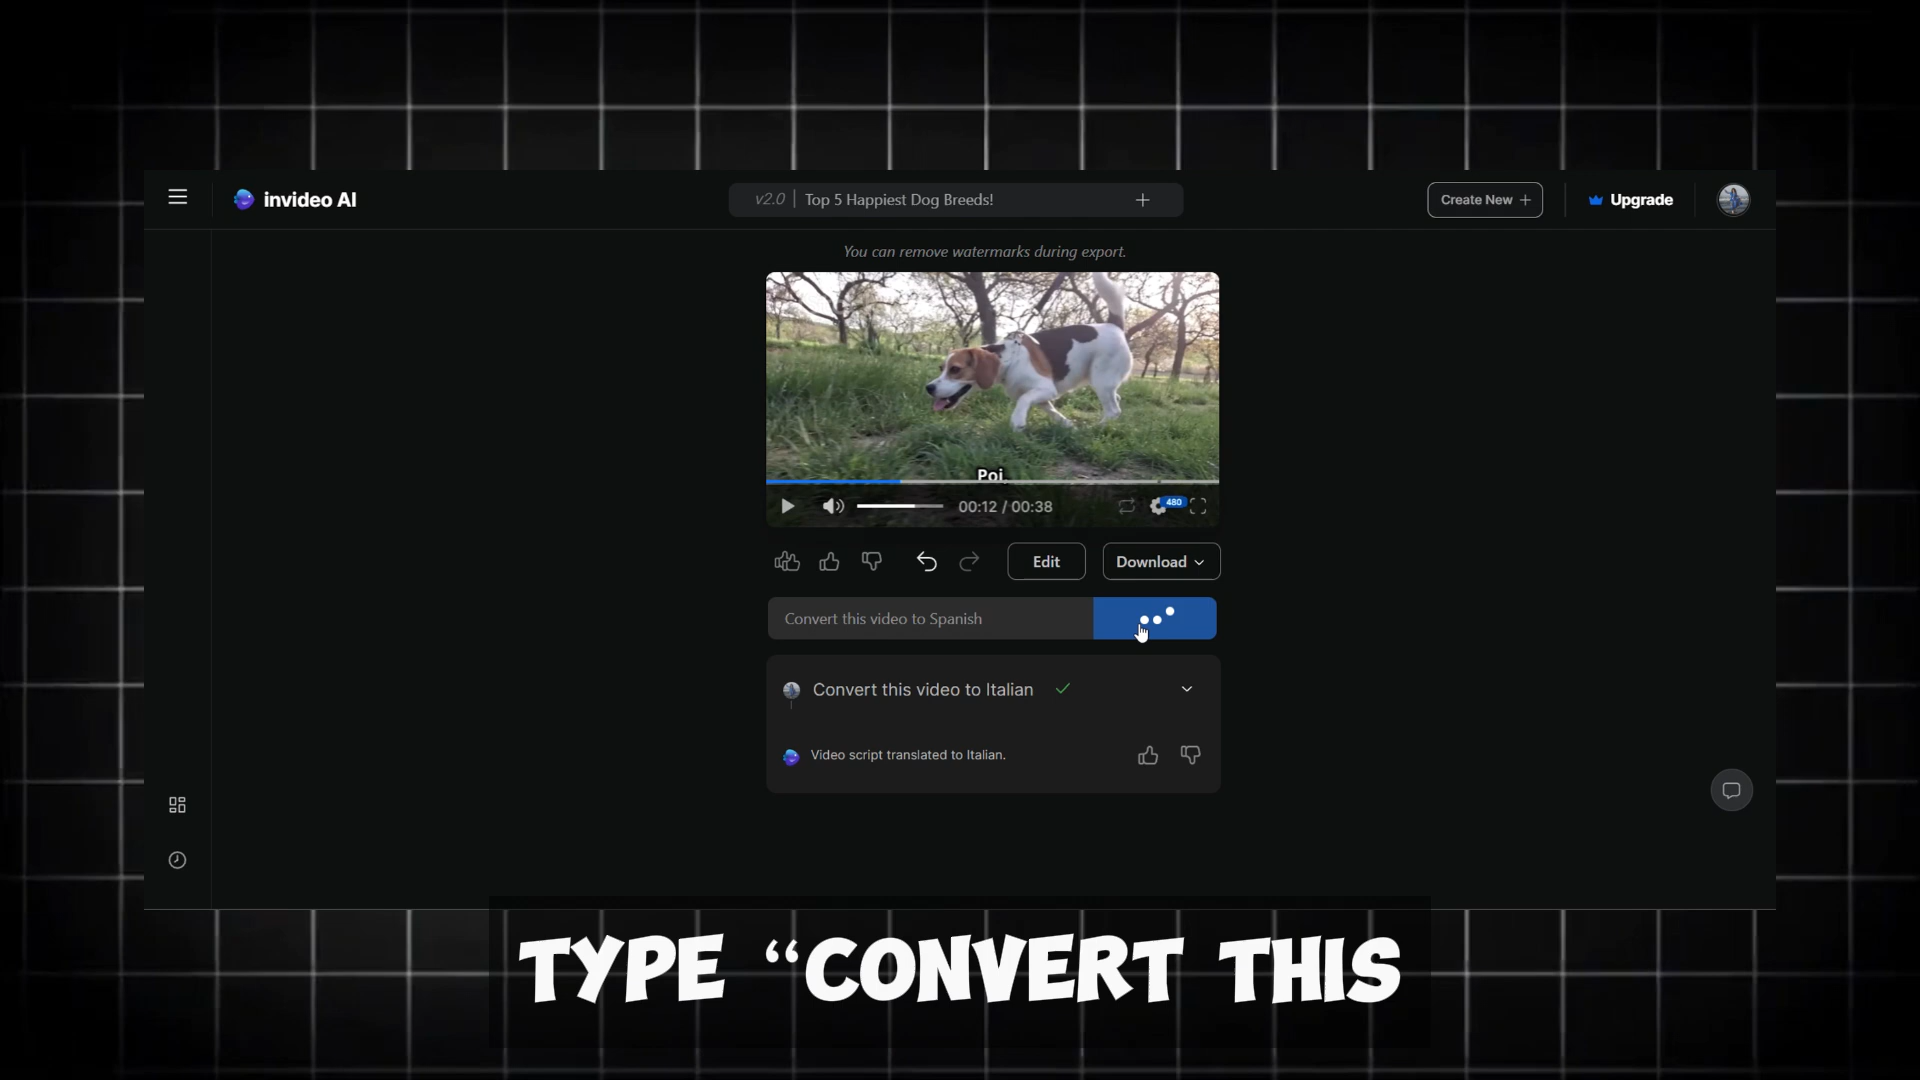 invideo AI
v2.0 | Top 5 Happiest Dog Breeds!
Create New +
Upgrade
You can remove watermarks during export.
Poi
00:12 / 00:38
480
Edit
Download
Convert this video to Spanish
Convert this video to Italian
Video script translated to Italian.
TYPE “CONVERT THIS